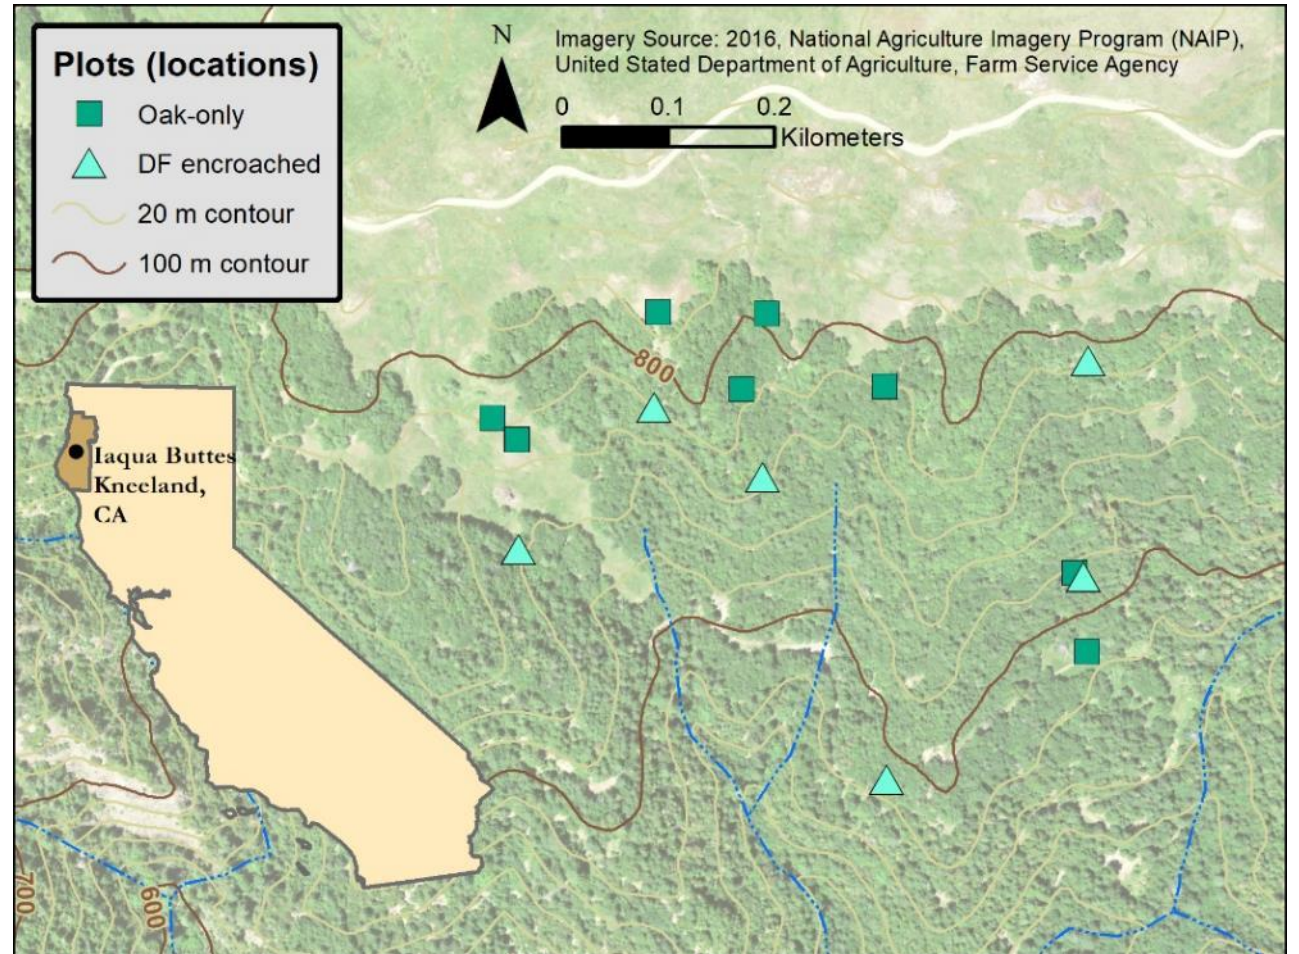 Plots (locations)
Oak-only
DF encroached
20 m contour
100 m contour
N
Imagery Source: 2016, National Agriculture Imagery Program (NAIP),
United Stated Department of Agriculture, Farm Service Agency
0 0.1 0.2
Kilometers
800
Iaqua Buttes
Kneeland,
CA
700
600